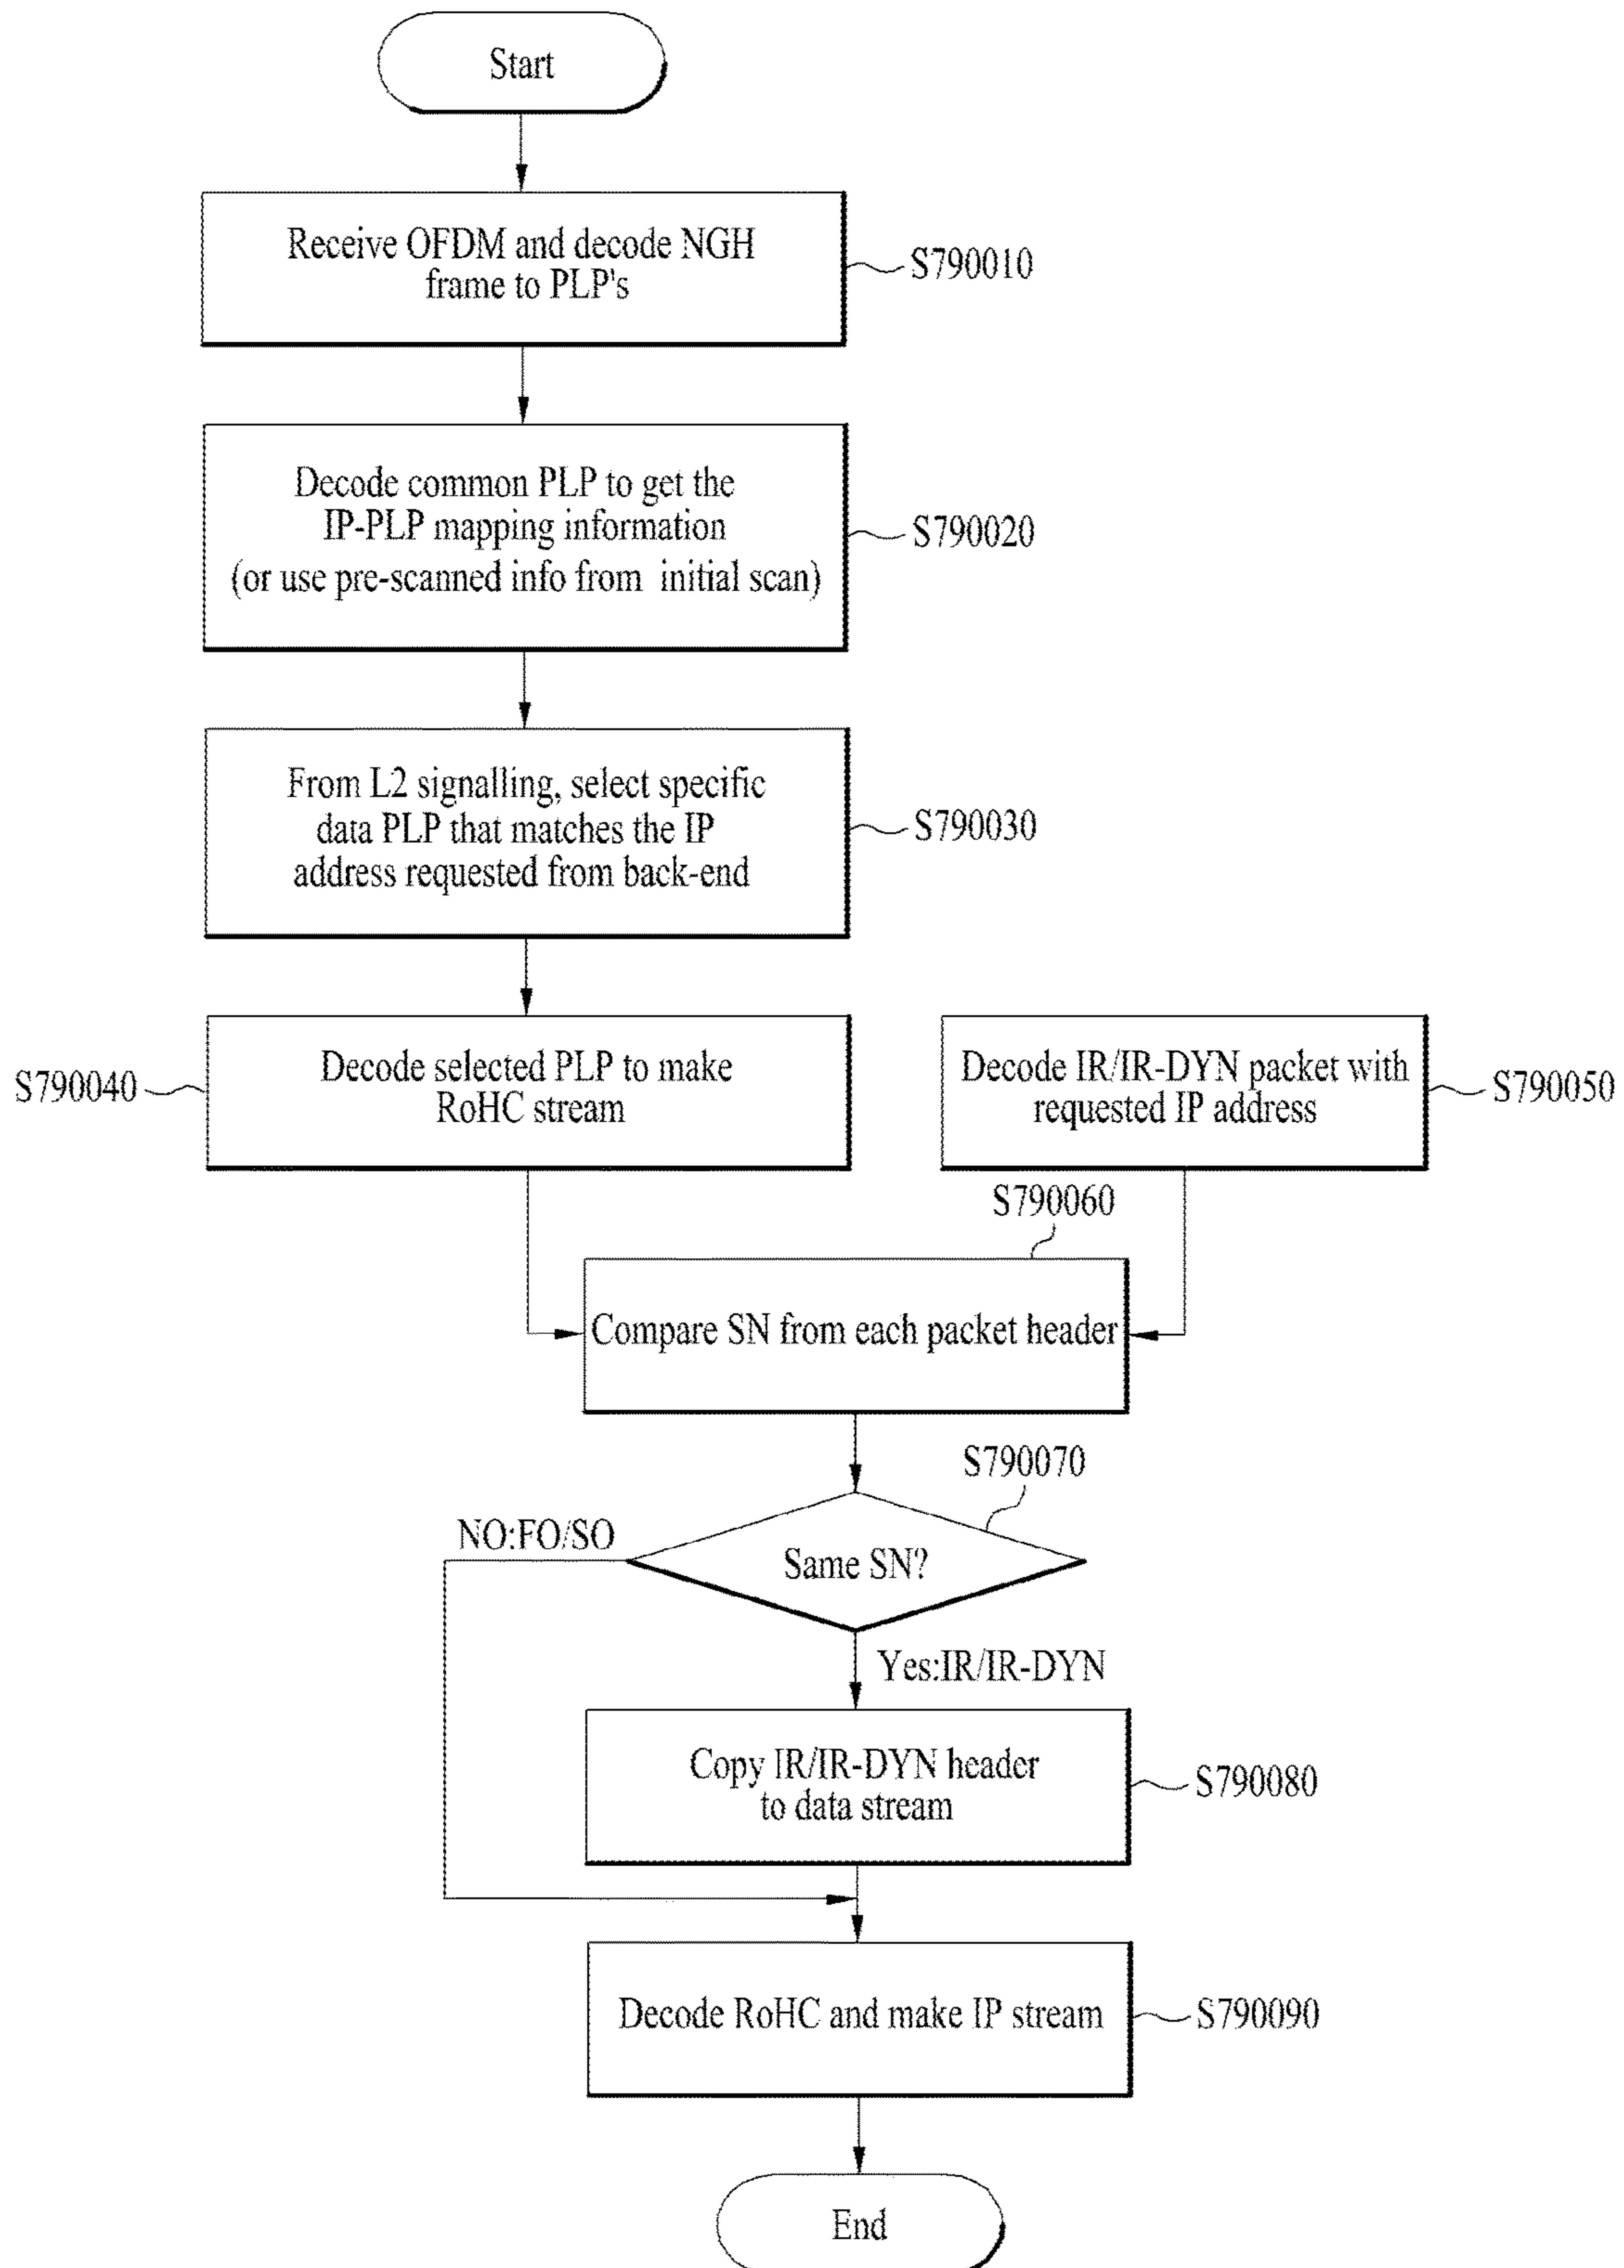 Start
Receive OFDM and decode NGH
frame to PLP's
S790010
Decode common PLP to get the
IP-PLP mapping information
(or use pre-scanned info from initial scan)
S790020
From L2 signalling, select specific
data PLP that matches the IP
address requested from back-end
S790030
S790040
Decode selected PLP to make
RoHC stream
Decode IR/IR-DYN packet with
requested IP address
S790050
S790060
Compare SN from each packet header
S790070
NO:FO/SO
Same SN?
Yes:IR/IR-DYN
Copy IR/IR-DYN header
to data stream
S790080
Decode RoHC and make IP stream
S790090
End